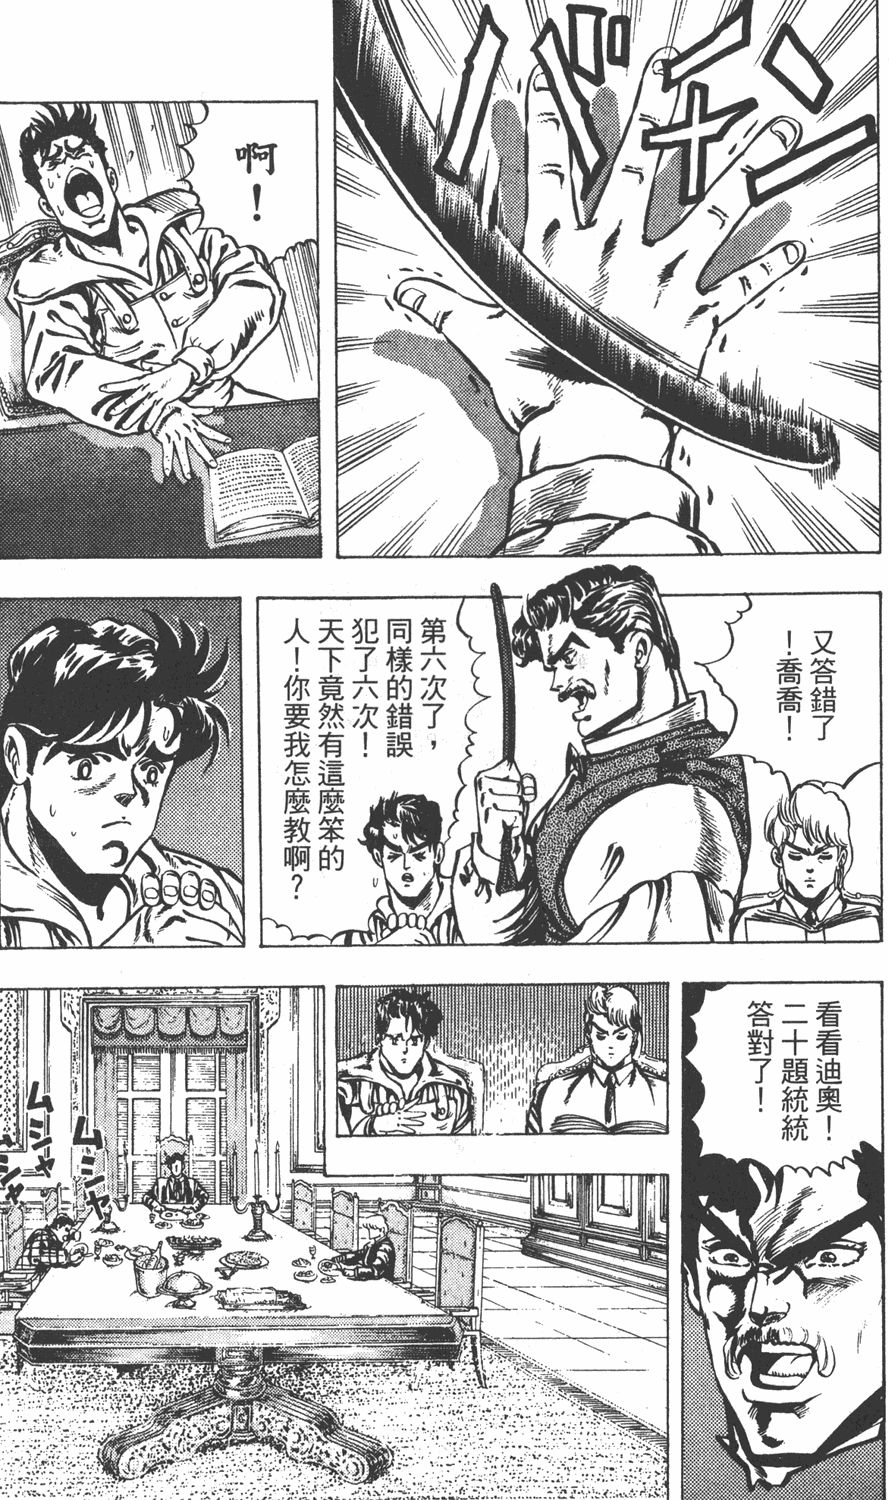 バキン
啊！
又答錯了
！喬喬！
第六次了，
同樣的錯誤
犯了六次！
天下竟然有這麼笨的
人！你要我怎麼教啊？
看看迪奧！
二十題統統
答對了！
ムシャ
ムシャ